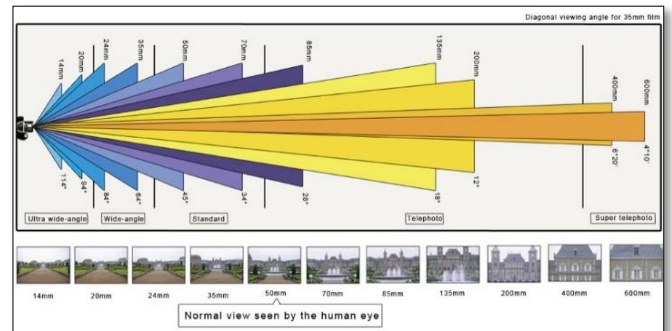 Diagonal viewing angle for 35mm film
14mm
20mm
24mm
35mm
50mm
70mm
85mm
135mm
200mm
400mm
600mm
114°
94°
84°
64°
45°
34°
28°
18°
12°
6°20'
4°10'
Ultra wide-angle
Wide-angle
Standard
Telephoto
Super telephoto
14mm
20mm
24mm
35mm
50mm
70mm
85mm
135mm
200mm
400mm
600mm
Normal view seen by the human eye